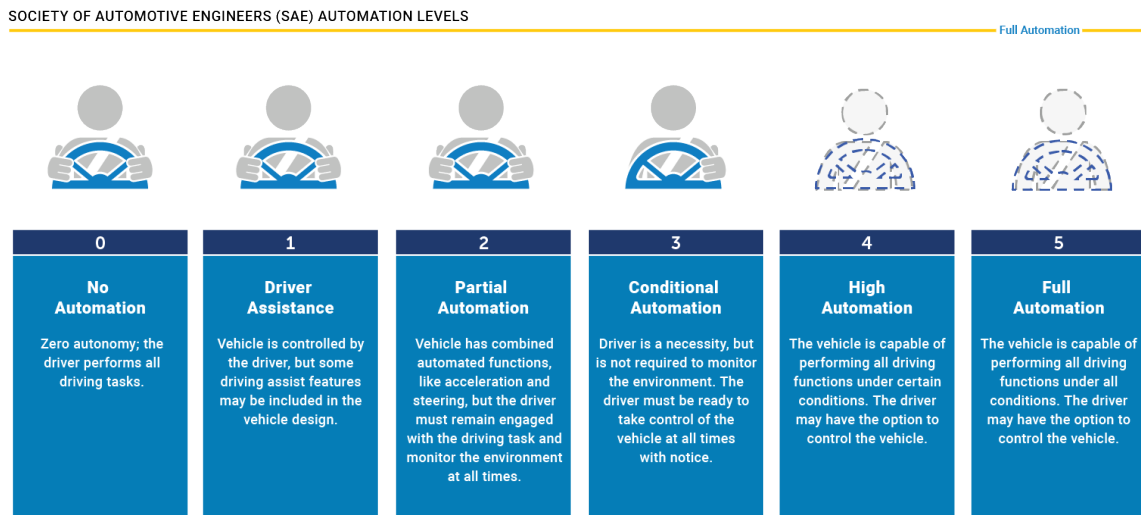 SOCIETY OF AUTOMOTIVE ENGINEERS (SAE) AUTOMATION LEVELS
Full Automation
0
No
Automation
Zero autonomy; the
driver performs all
driving tasks.
1
Driver
Assistance
Vehicle is controlled by
the driver, but some
driving assist features
may be included in the
vehicle design.
2
Partial
Automation
Vehicle has combined
automated functions,
like acceleration and
steering, but the driver
must remain engaged
with the driving task and
monitor the environment
at all times.
3
Conditional
Automation
Driver is a necessity, but
is not required to monitor
the environment. The
driver must be ready to
take control of the
vehicle at all times
with notice.
4
High
Automation
The vehicle is capable of
performing all driving
functions under certain
conditions. The driver
may have the option to
control the vehicle.
5
Full
Automation
The vehicle is capable of
performing all driving
functions under all
conditions. The driver
may have the option to
control the vehicle.